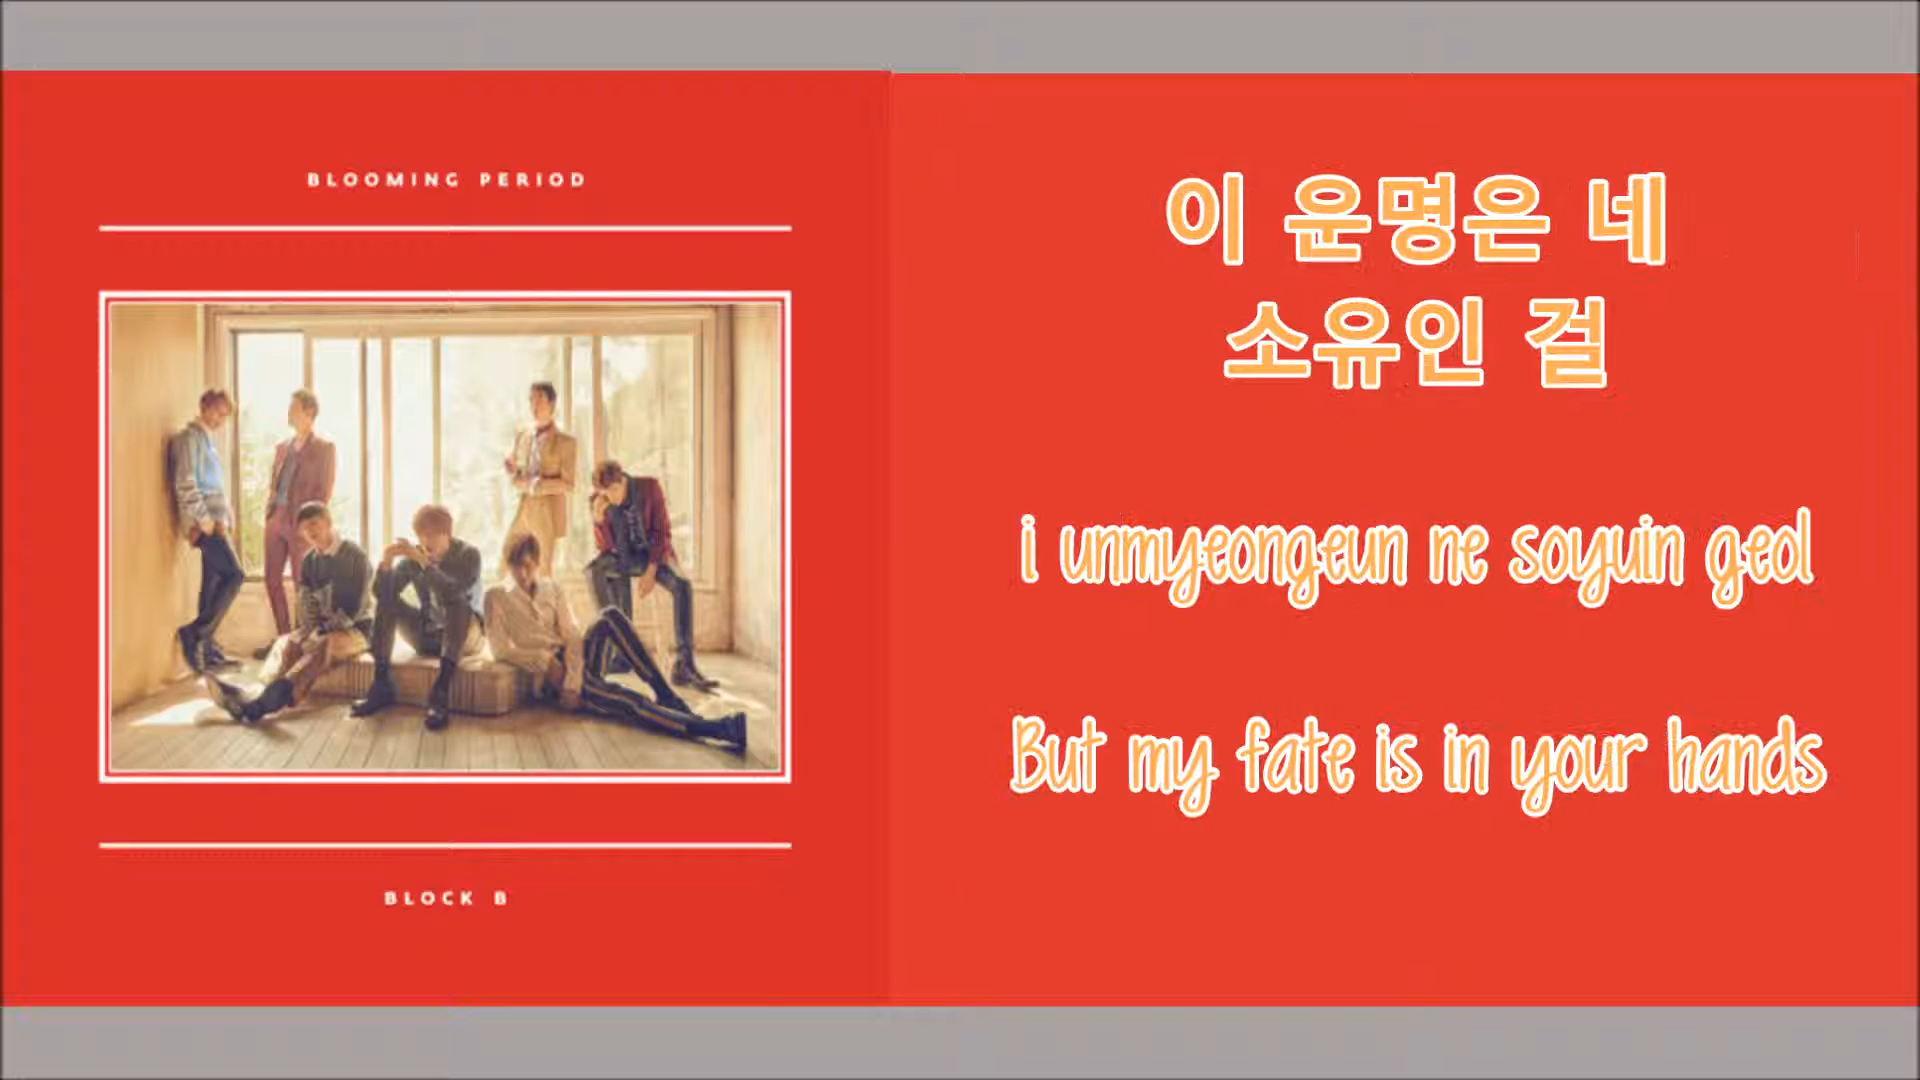 BLOOMING PERIOD
BLOCK B
이 운명은 네
소유인 걸
i unmyeongeun ne soyuin geol
But my fate is in your hands